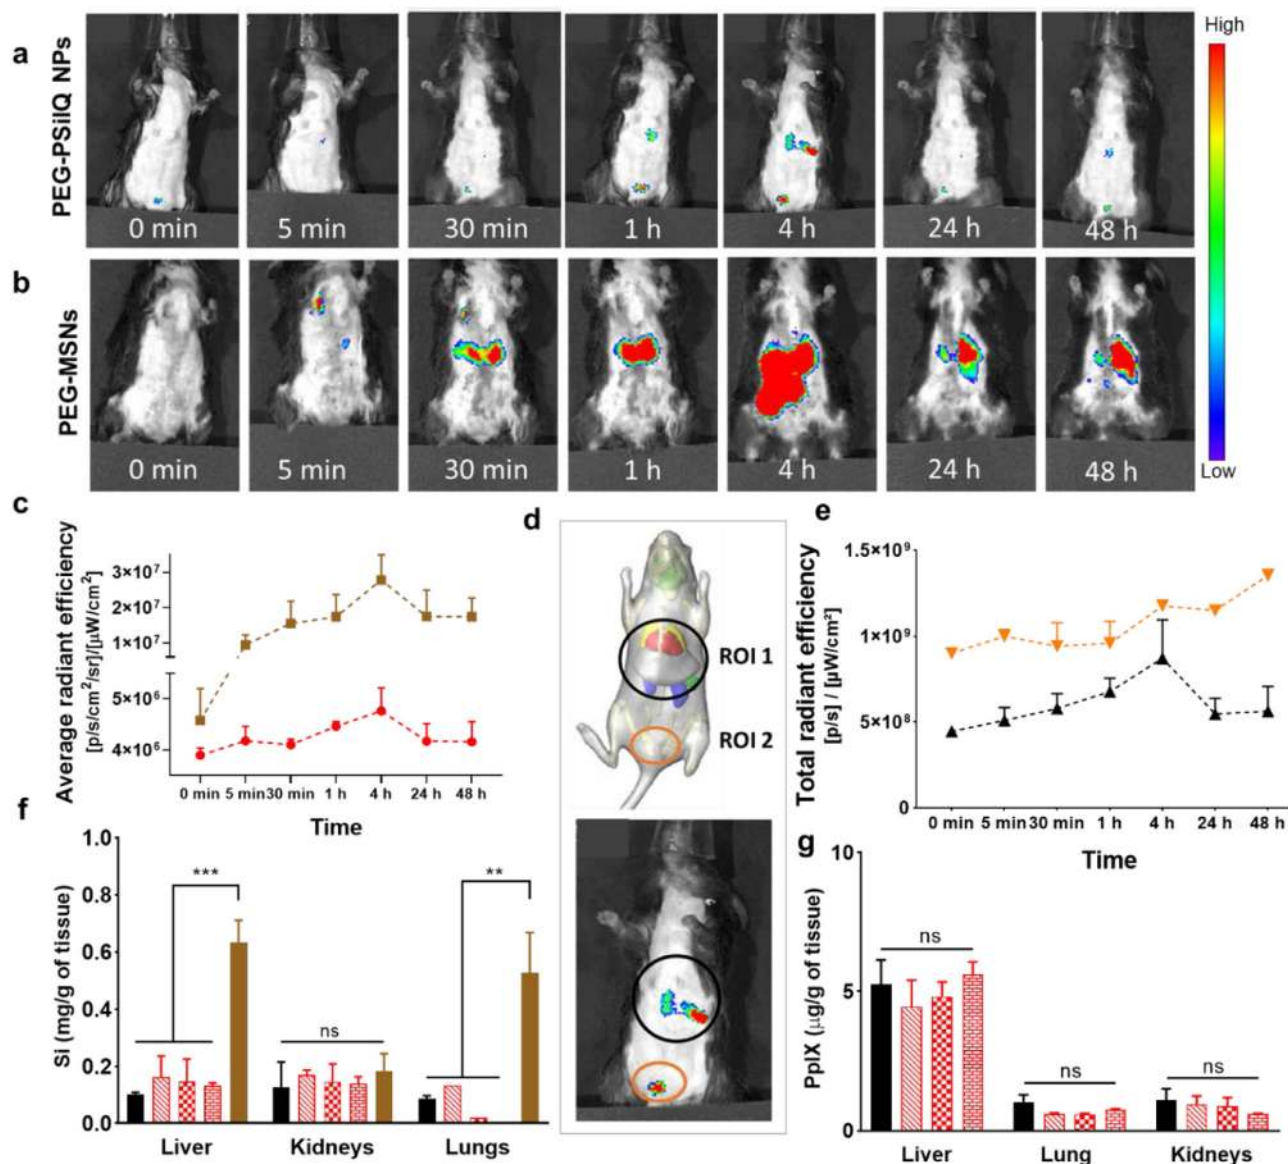 a
PEG-PSilQ NPs
0 min
5 min
30 min
1 h
4 h
24 h
48 h
High
b
PEG-MSNs
0 min
5 min
30 min
1 h
4 h
24 h
48 h
Low
c
Average radiant efficiency
[p/s/cm²/sr]/[µW/cm²]
3×10⁷
2×10⁷
1×10⁷
5×10⁶
4×10⁶
0 min 5 min 30 min 1 h 4 h 24 h 48 h
Time
d
ROI 1
ROI 2
e
Total radiant efficiency
[p/s] / [µW/cm²]
1.5×10⁹
1×10⁹
5×10⁸
0
0 min 5 min 30 min 1 h 4 h 24 h 48 h
Time
f
Si (mg/g of tissue)
1.0
0.8
0.6
0.4
0.2
0.0
***
ns
**
Liver Kidneys Lungs
g
PpIX (µg/g of tissue)
10
5
0
ns
ns
ns
Liver Lung Kidneys